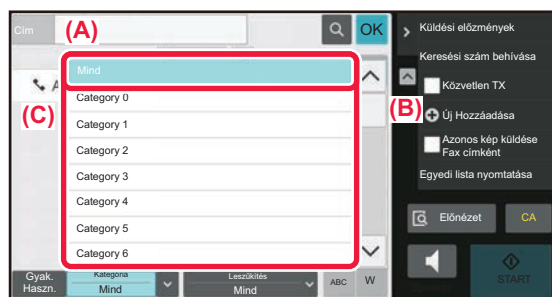 Cím
(A)
OK
Mind
A
(C)
Category 0
Category 1
Category 2
Category 3
Category 4
Category 5
Category 6
Gyak.
Haszn.
Kategória
Mind
Leszűkítés
Mind
ABC
W
Küldési előzmények
Keresési szám behívása
Közvetlen TX
(B)
Új Hozzáadása
Azonos kép küldése
Fax címként
Egyedi lista nyomtatása
Előnézet
CA
START